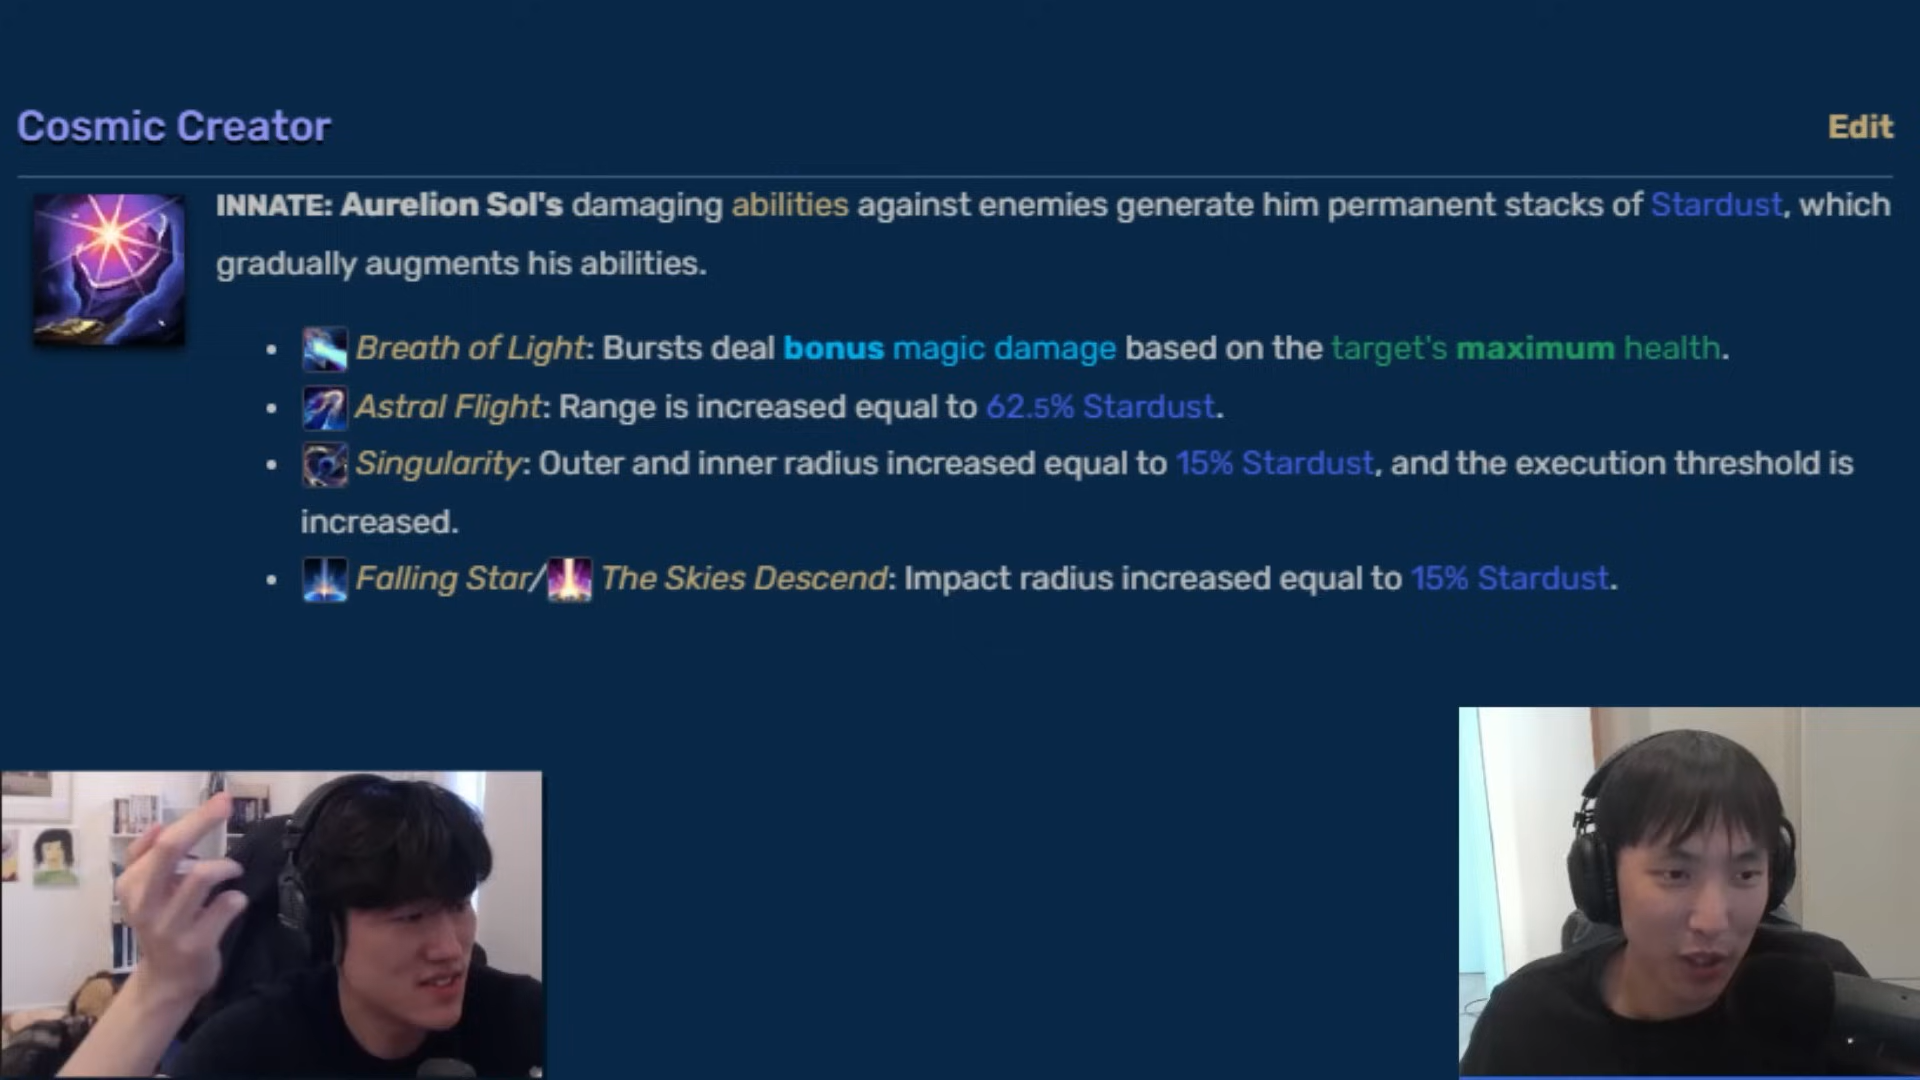 Cosmic Creator
Edit
INNATE: Aurelion Sol's damaging abilities against enemies generate him permanent stacks of Stardust, which
gradually augments his abilities.
• Breath of Light: Bursts deal bonus magic damage based on the target's maximum health.
• Astral Flight: Range is increased equal to 62.5% Stardust.
• Singularity: Outer and inner radius increased equal to 15% Stardust, and the execution threshold is
increased.
• Falling Star/ The Skies Descend: Impact radius increased equal to 15% Stardust.